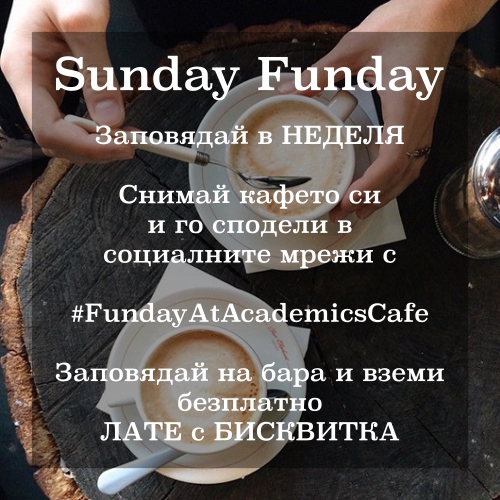 Sunday Funday
Заповядай в НЕДЕЛЯ
Снимай кафето си
и го сподели в
социалните мрежи с
#FundayAtAcademicsCafe
Заповядай на бара и вземи
безплатно
ЛАТЕ с БИСКВИТКА